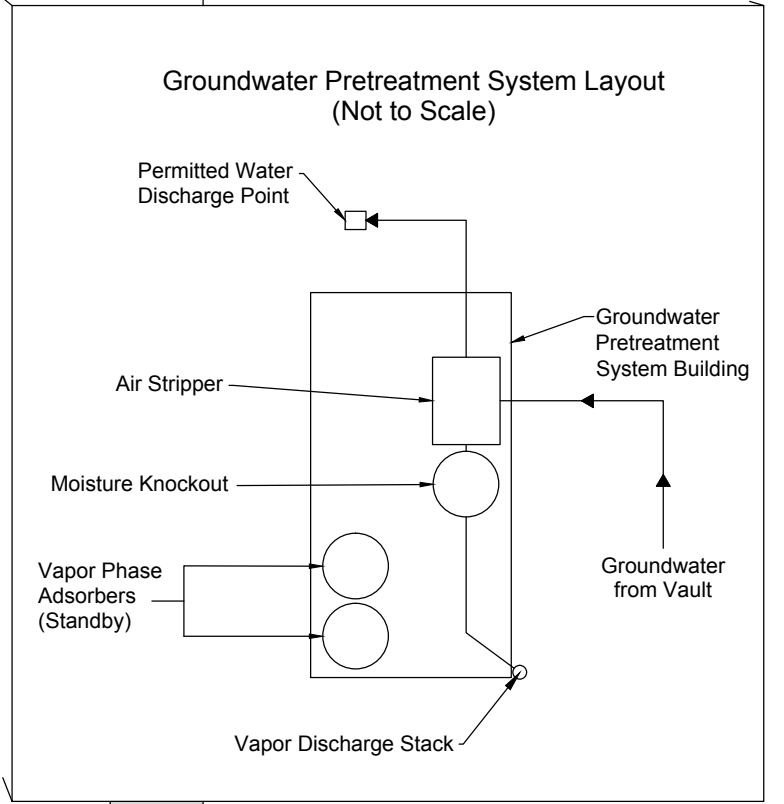 Groundwater Pretreatment System Layout
(Not to Scale)
Permitted Water
Discharge Point
Groundwater
Pretreatment
System Building
Air Stripper
Moisture Knockout
Vapor Phase
Adsorbers
(Standby)
Groundwater
from Vault
Vapor Discharge Stack